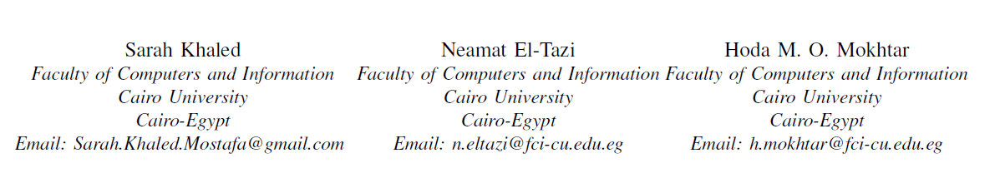 Sarah Khaled
Faculty of Computers and Information
Cairo University
Cairo-Egypt
Email: Sarah.Khaled.Mostafa@gmail.com
Neamat El-Tazi
Faculty of Computers and Information
Cairo University
Cairo-Egypt
Email: n.eltazi@fci-cu.edu.eg
Hoda M. O. Mokhtar
Faculty of Computers and Information
Cairo University
Cairo-Egypt
Email: h.mokhtar@fci-cu.edu.eg